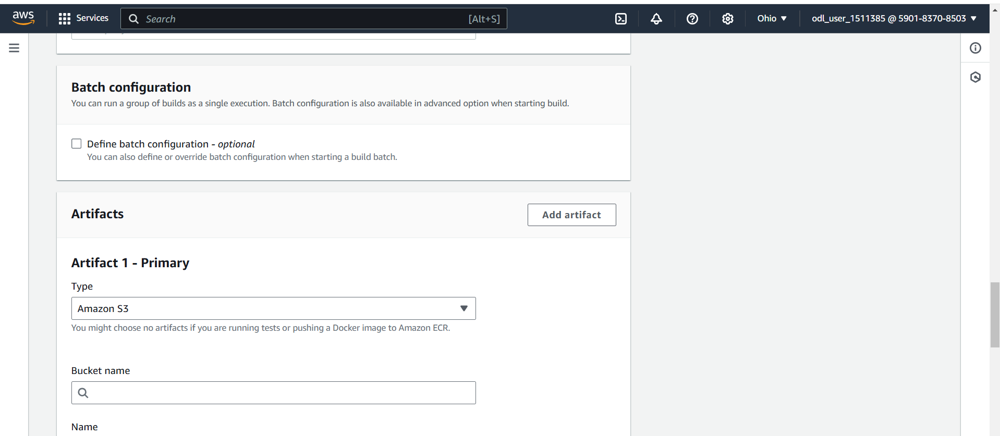 aws
Services
Search
[Alt+S]
Ohio
odl_user_1511385 @ 5901-8370-8503
Batch configuration
You can run a group of builds as a single execution. Batch configuration is also available in advanced option when starting build.
Define batch configuration - optional
You can also define or override batch configuration when starting a build batch.
Artifacts
Add artifact
Artifact 1 - Primary
Type
Amazon S3
You might choose no artifacts if you are running tests or pushing a Docker image to Amazon ECR.
Bucket name
Name